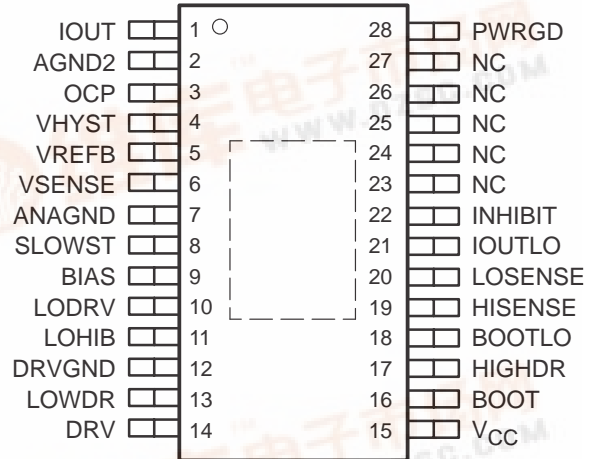 IOUT 1 28 PWRGD
AGND2 2 27 NC
OCP 3 26 NC
VHYST 4 25 NC
VREFB 5 24 NC
VSENSE 6 23 NC
ANAGND 7 22 INHIBIT
SLOWST 8 21 IOUTLO
BIAS 9 20 LOSENSE
LODRV 10 19 HISENSE
LOHIB 11 18 BOOTLO
DRVGND 12 17 HIGHDR
LOWDR 13 16 BOOT
DRV 14 15 VCC